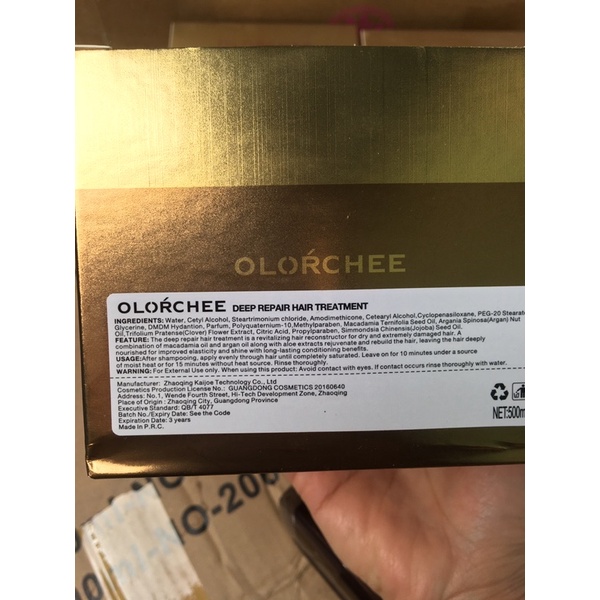 OLOŔCHEE
OLOŔCHEE DEEP REPAIR HAIR TREATMENT
INGREDIENTS: Water, Cetyl Alcohol, Steartrimonium chloride, Amodimethicone, Cetearyl Alcohol,Cyclopenasiloxane, PEG-20 Stearate
Glycerine, DMDM Hydantion, Parfum, Polyquaternium-10,Methylparaben, Macadamia Ternifolia Seed Oil, Argania Spinosa(Argan) Nut
Oil,Trifolium Pratense(Clover) Flower Extract, Citric Acid, Propylparaben, Simmondsia Chinensis(Jojoba) Seed Oil.
FEATURE: The deep repair hair treatment is a revitalizing hair reconstructor for dry and extremely damaged hair. A
combination of macadamia oil and argan oil along with aloe extracts rejuvenate and rebuild the hair, leaving the hair deeply
nourished for improved elasticity and shine with long-lasting conditioning benefits.
USAGE:After shampooing, apply evenly through hair until completely saturated. Leave on for 10 minutes under a source
of moist heat or for 15 minutes without heat source. Rinse thoroughly.
WARNING: For External Use Only. When using this product: Avoid contact with eyes. If contact occurs rinse thoroughly with water.
Manufacturer: Zhaoqing Kaijoe Technology Co., Ltd
Cosmetics Production License No.: GUANGDONG COSMETICS 20160640
Address: No.1, Wende Fourth Street, Hi-Tech Development Zone, Zhaoqing
Place of Origin: Zhaoqing City, Guangdong Province
Executive Standard: QB/T 4077
Batch No./Expiry Date: See the Code
Expiration Date: 3 years
Made in P.R.C.
NET:500m